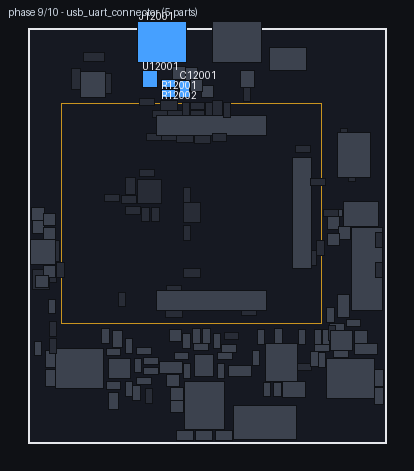 phase 9/10 - usb_uart_connector (5 parts)
J12001
U12001
C12001
R12001
R12002